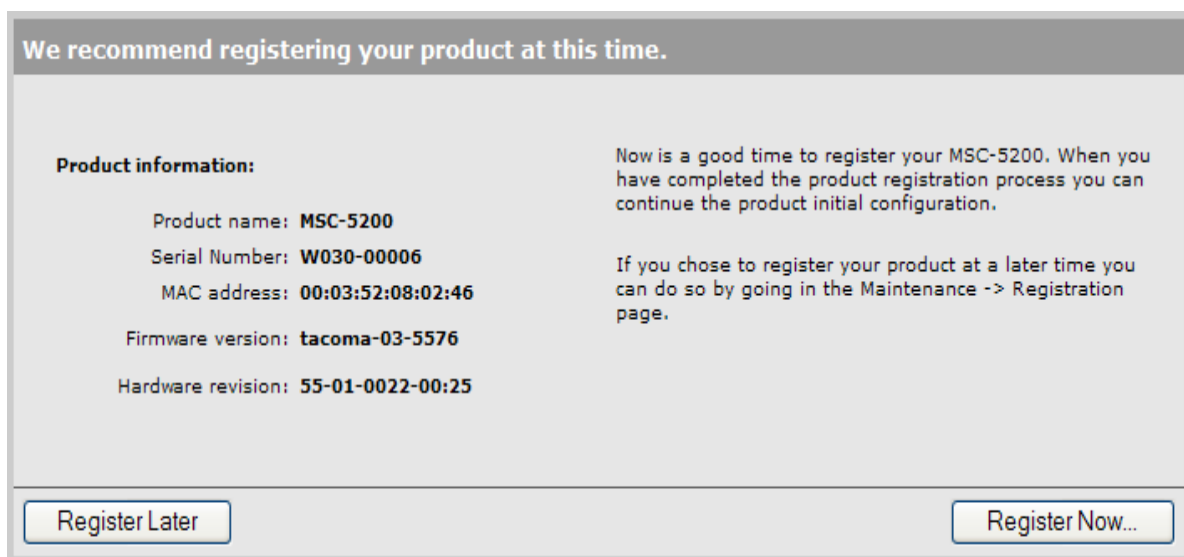 We recommend registering your product at this time.
Product information:
Product name: MSC-5200
Serial Number: W030-00006
MAC address: 00:03:52:08:02:46
Firmware version: tacoma-03-5576
Hardware revision: 55-01-0022-00:25
Now is a good time to register your MSC-5200. When you
have completed the product registration process you can
continue the product initial configuration.
If you chose to register your product at a later time you
can do so by going in the Maintenance -> Registration
page.
Register Later
Register Now...